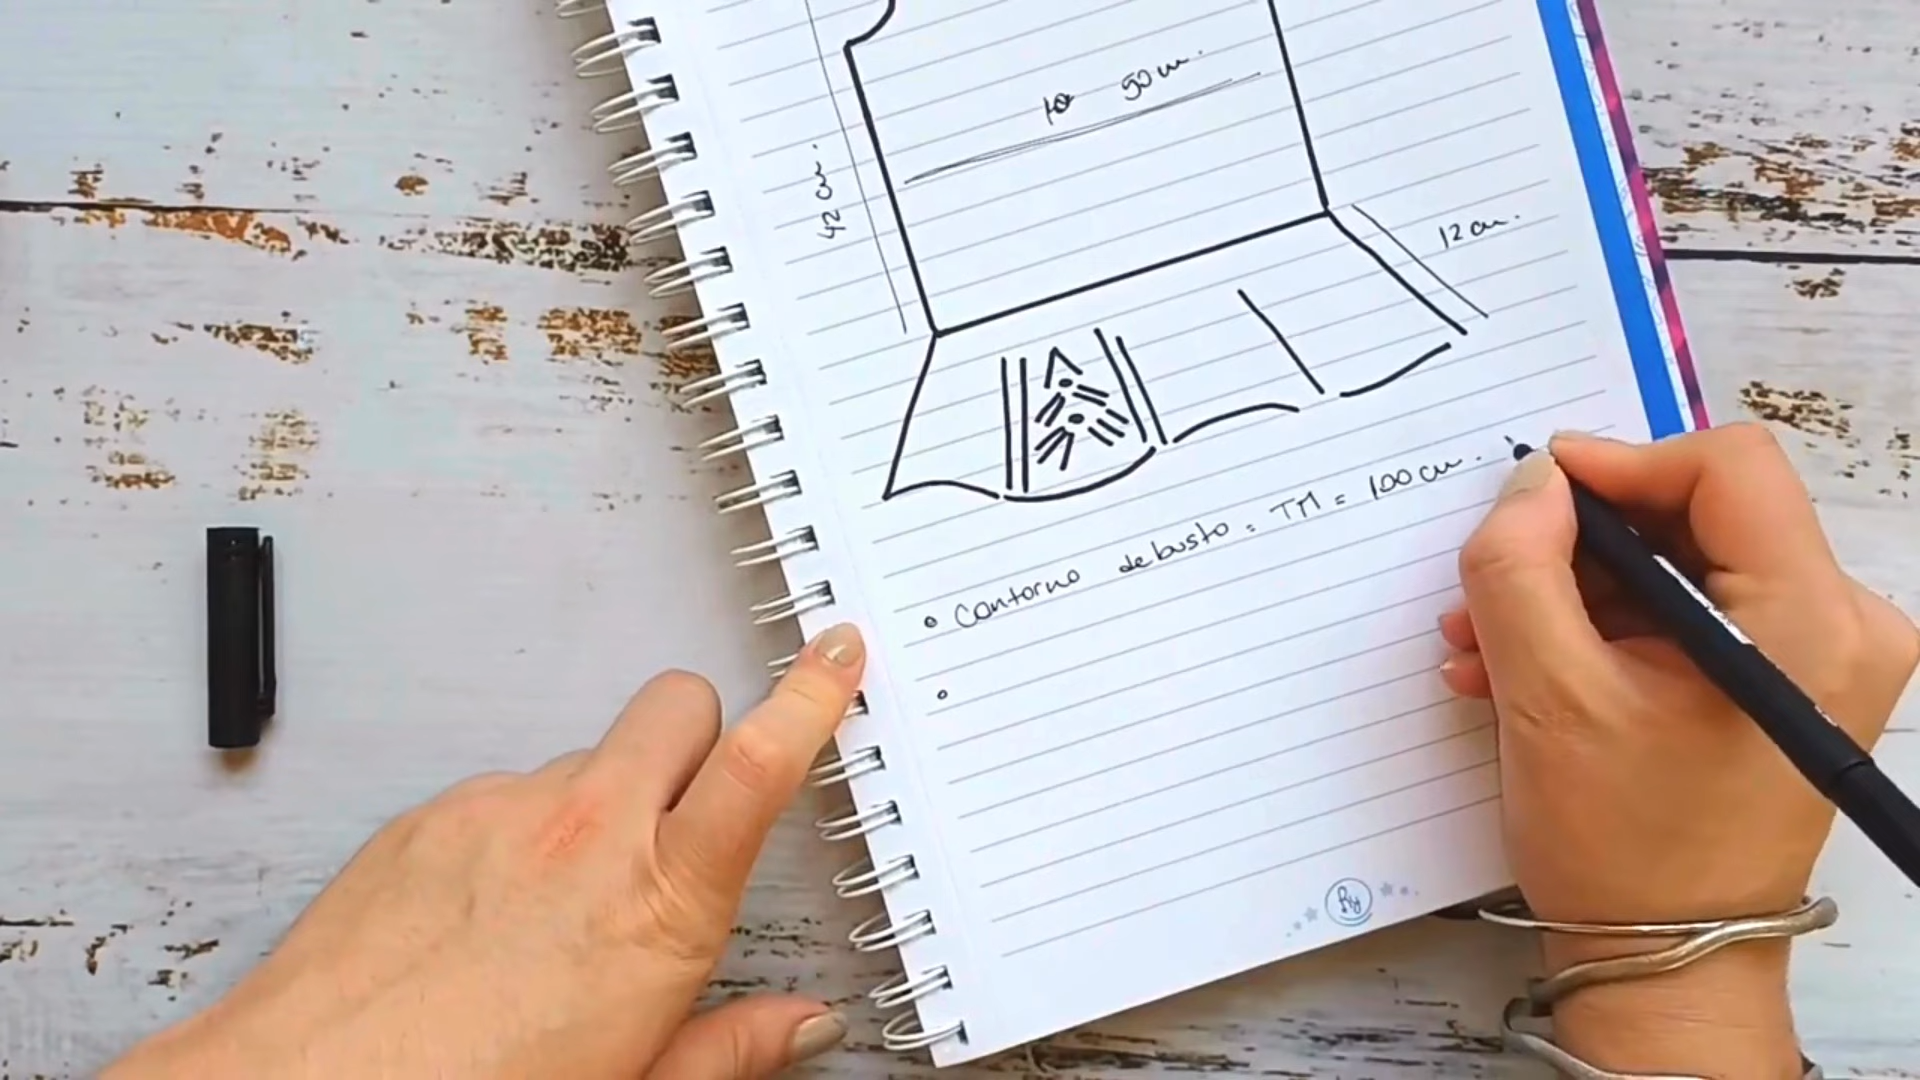 50 cm.
42 cm.
12 cm.
• Contorno de busto = TM = 100 cm.
•